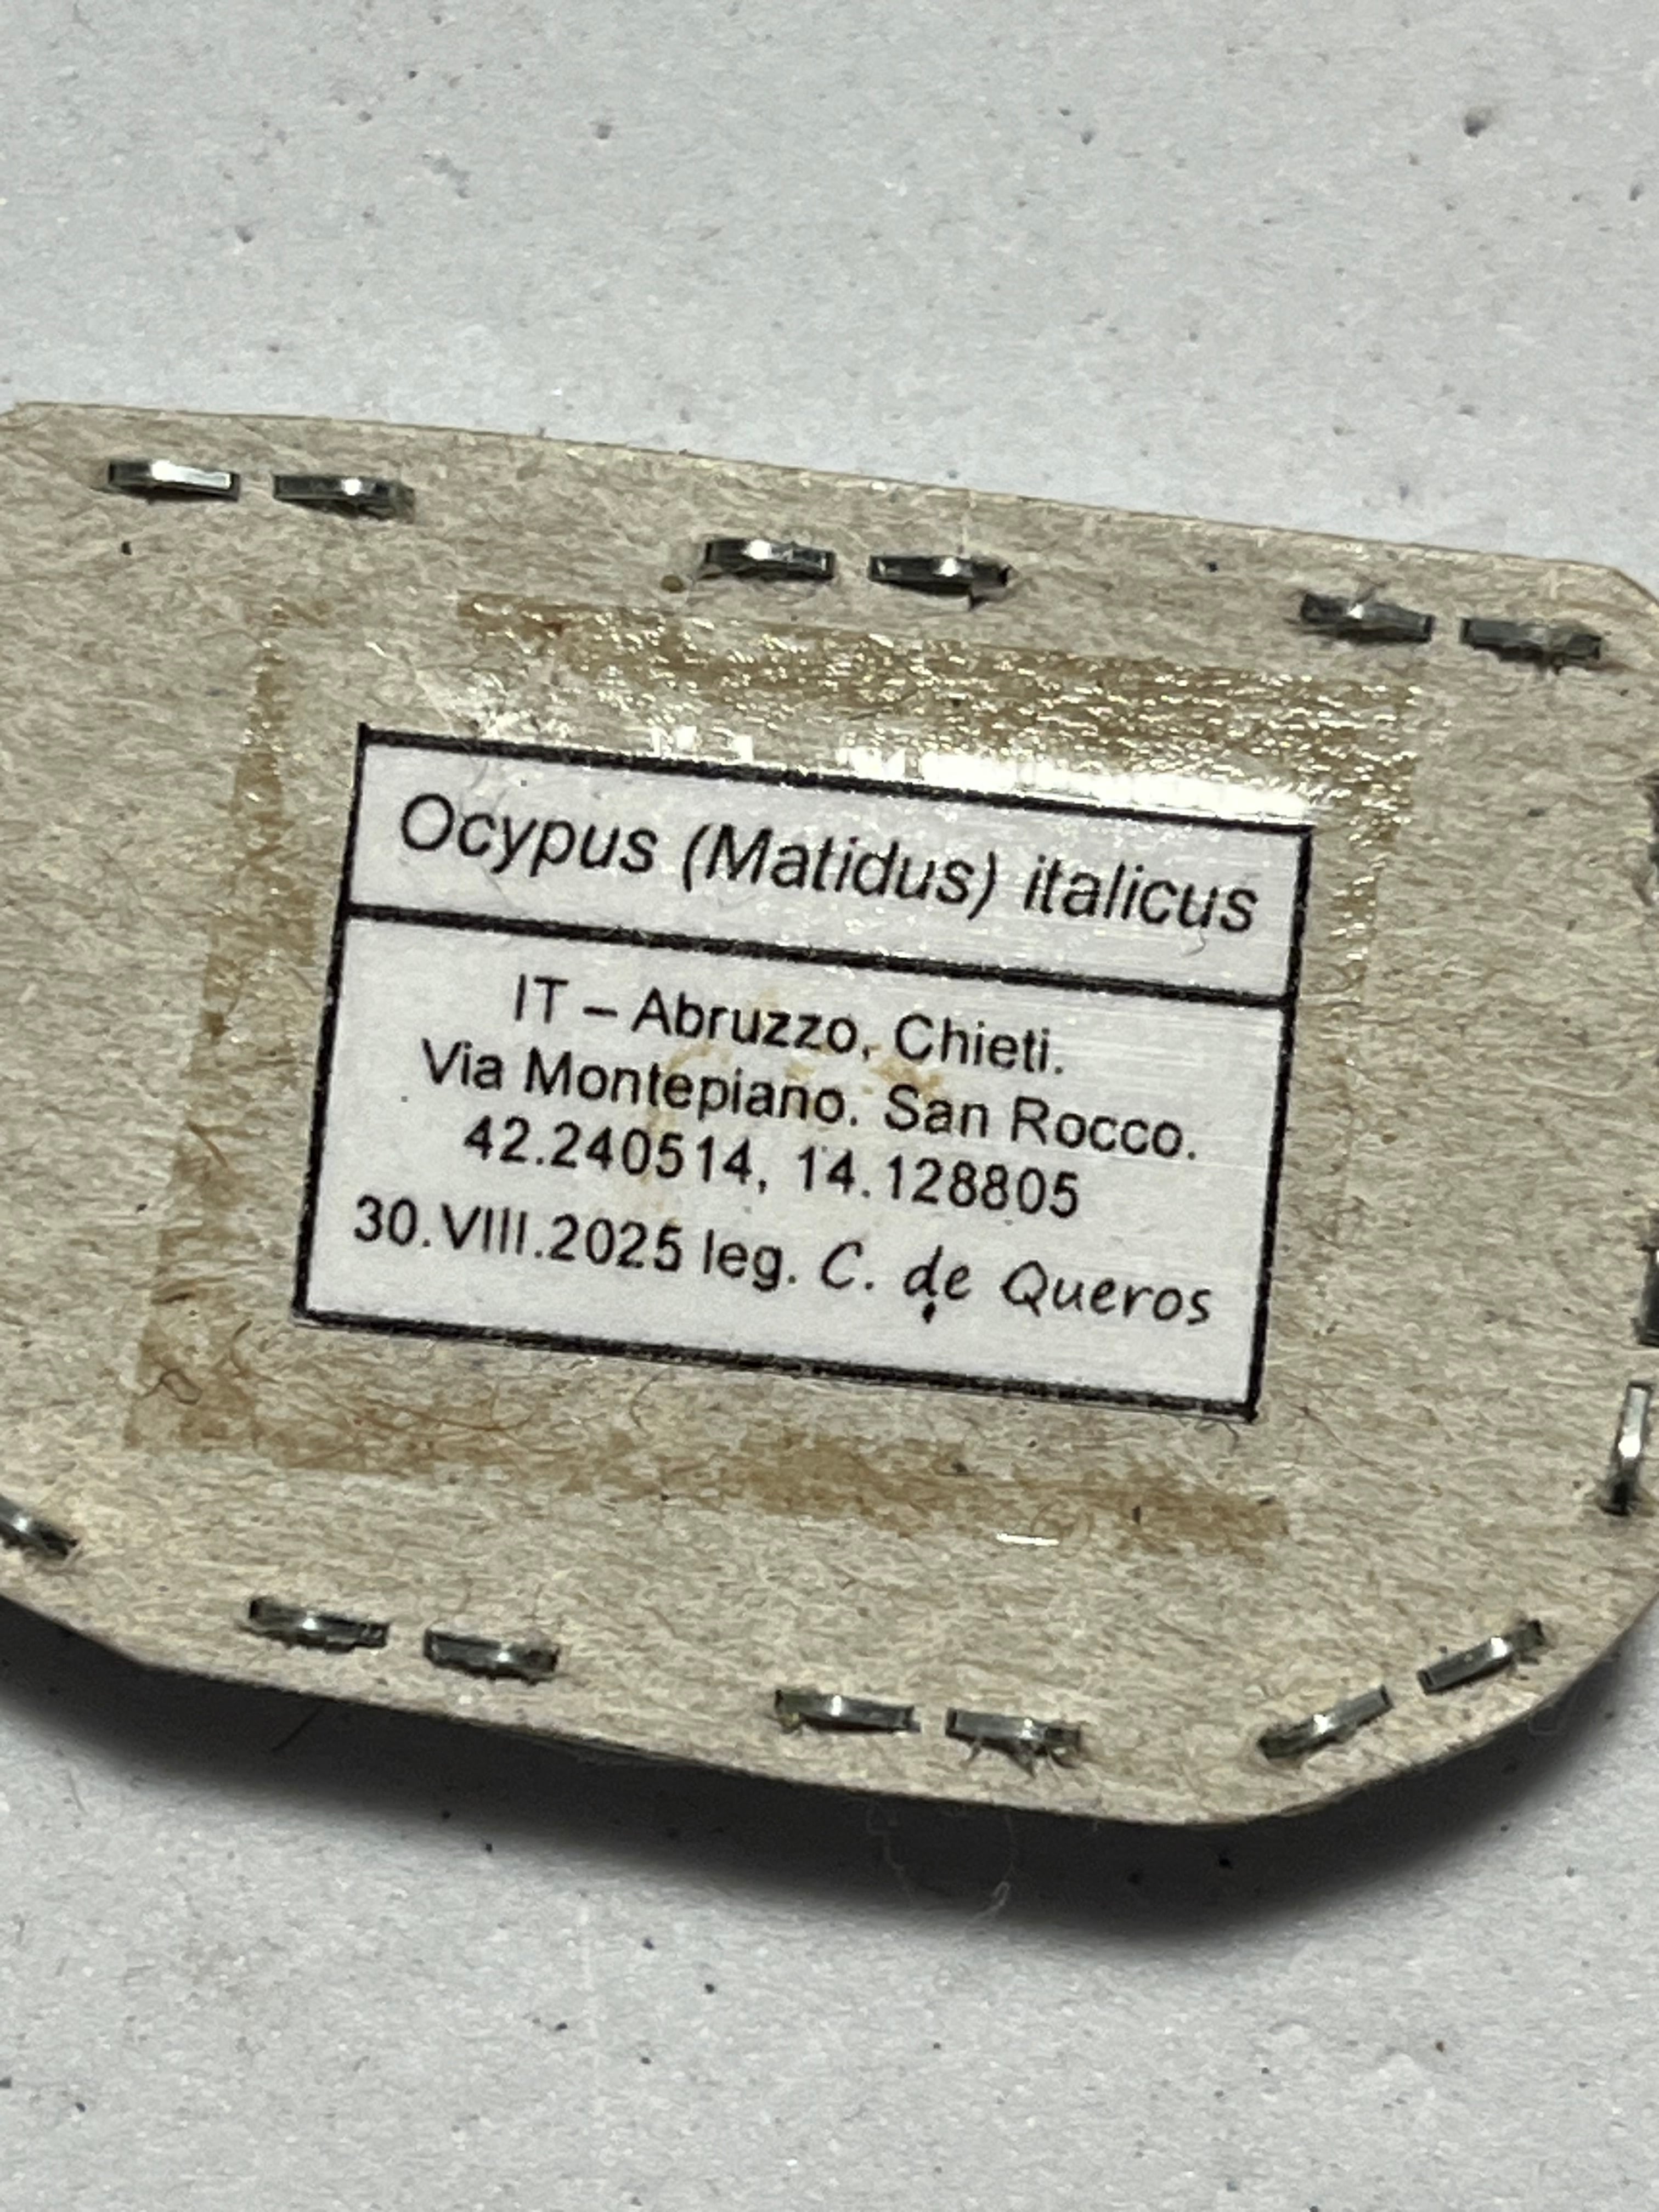 Ocypus (Matidus) italicus
IT – Abruzzo, Chieti.
Via Montepiano. San Rocco.
42.240514, 14.128805
30.VIII.2025 leg. C. de Queros